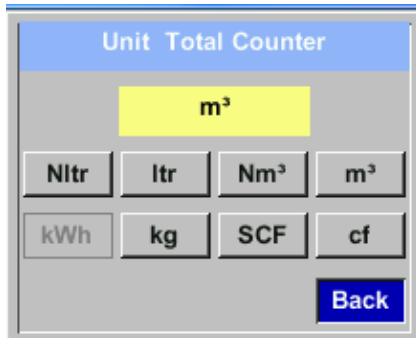 Unit Total Counter
m³
Nltr ltr Nm³ m³
kWh kg SCF cf
Back